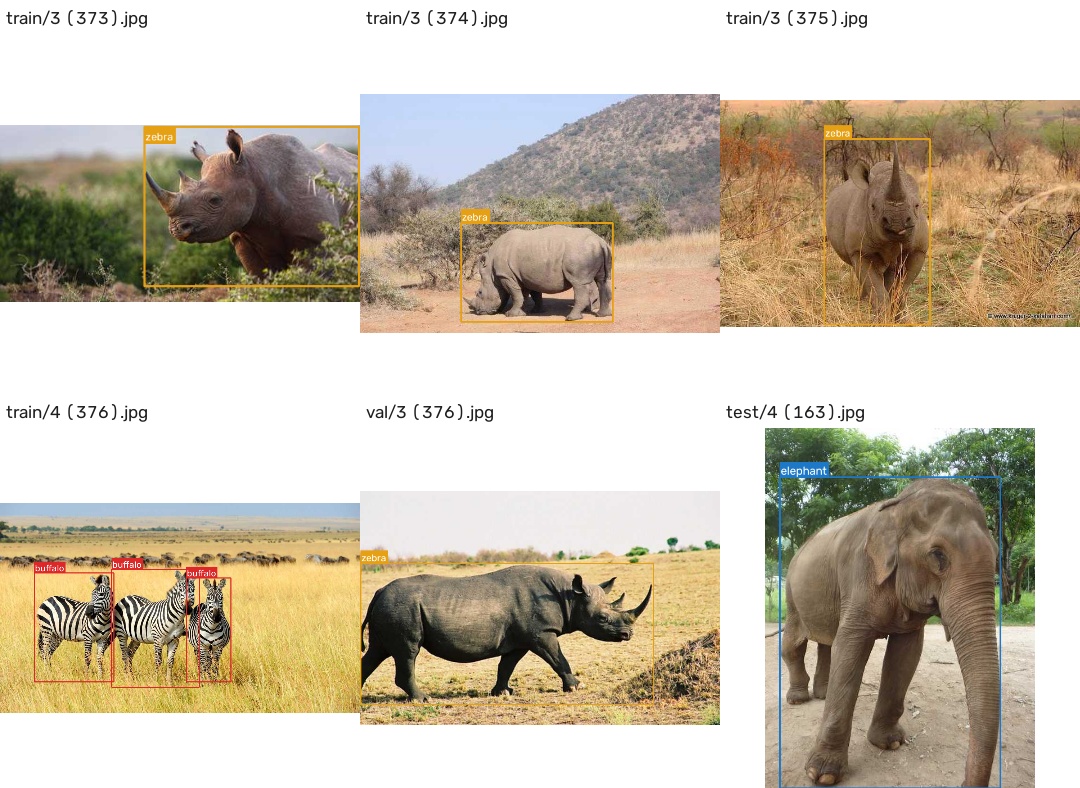 train/3 (373).jpg
train/3 (374).jpg
train/3 (375).jpg
zebra
zebra
zebra
train/4 (376).jpg
val/3 (376).jpg
test/4 (163).jpg
buffalo
buffalo
buffalo
zebra
elephant